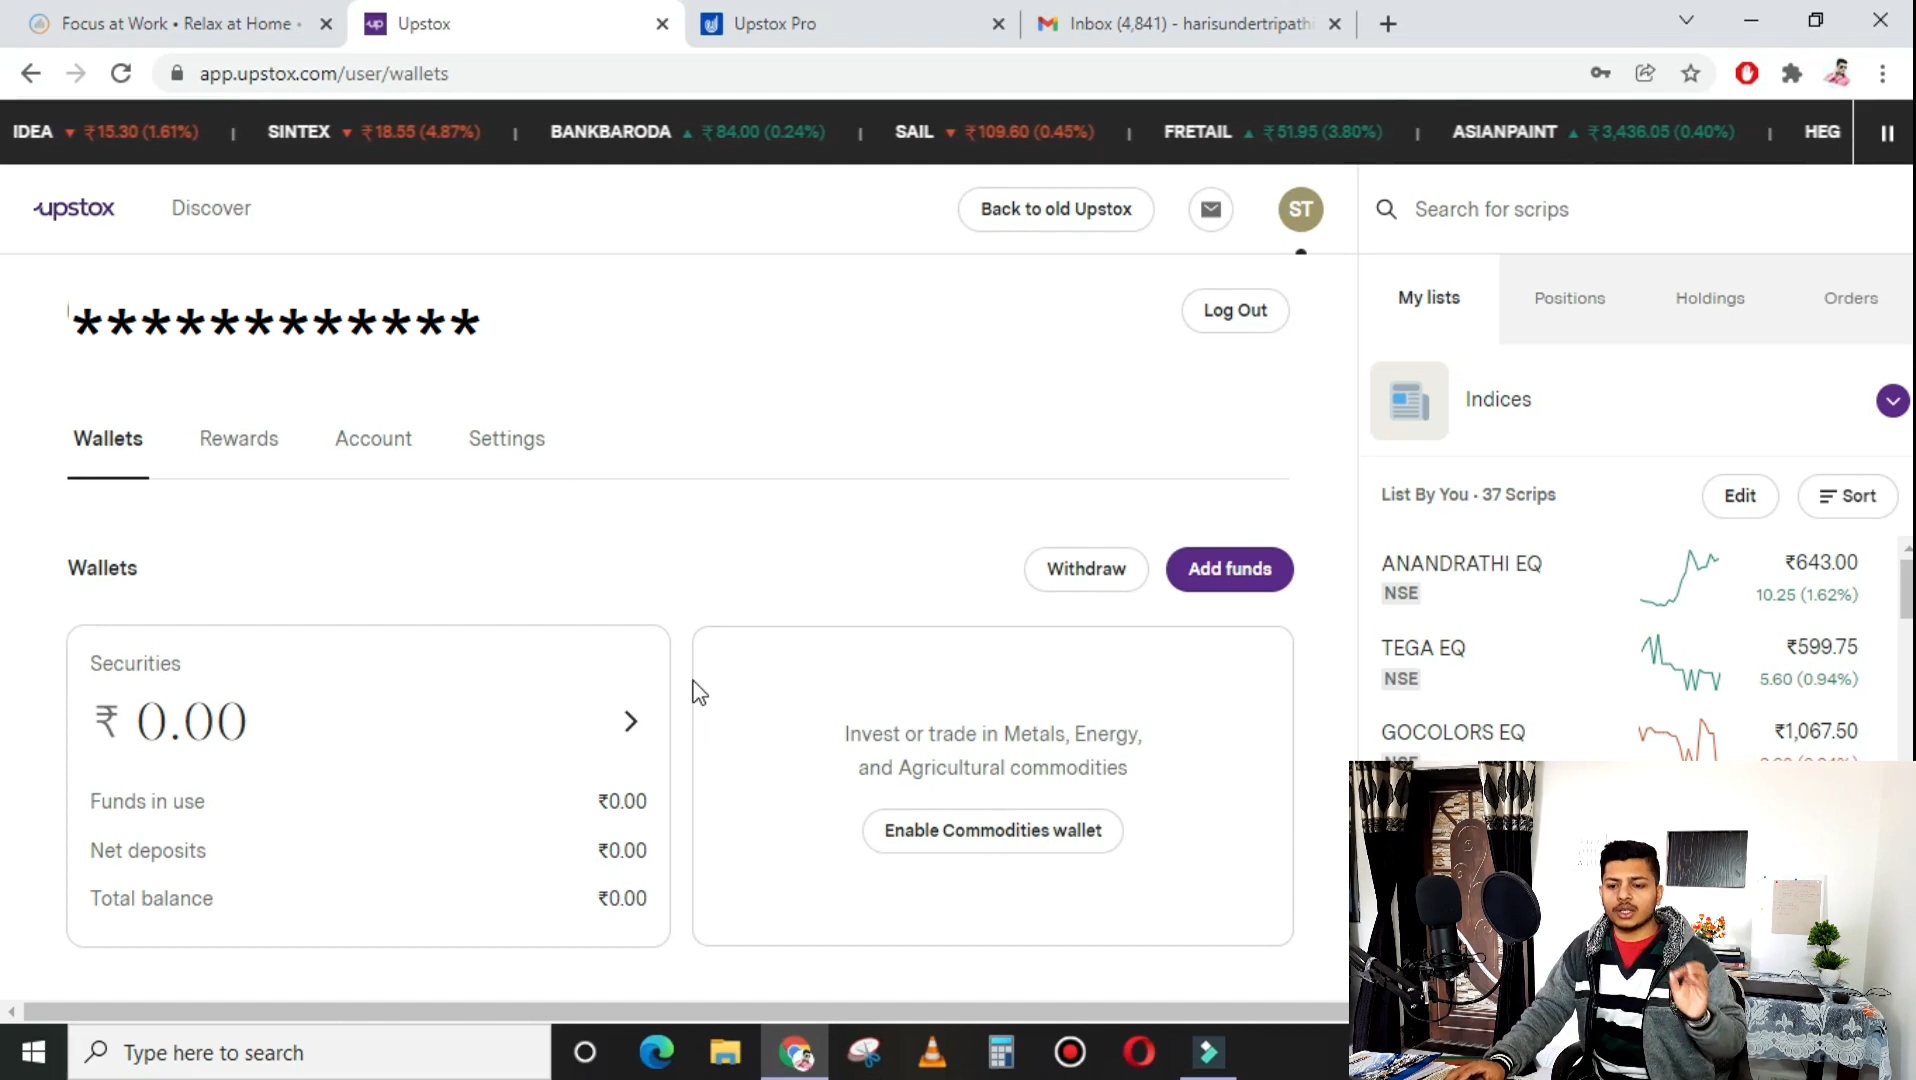 Focus at Work • Relax at Home •
Upstox
Upstox Pro
Inbox (4,841) - harisundertripathi
app.upstox.com/user/wallets
IDEA ▼ ₹15.30 (1.61%) | SINTEX ▼ ₹18.55 (4.87%) | BANKBARODA ▲ ₹84.00 (0.24%) | SAIL ▼ ₹109.60 (0.45%) | FRETAIL ▲ ₹51.95 (3.80%) | ASIANPAINT ▲ ₹3,436.05 (0.40%) | HEG
upstox
Discover
Back to old Upstox
ST
Search for scrips
************
Log Out
My lists
Positions
Holdings
Orders
Indices
Wallets
Rewards
Account
Settings
List By You · 37 Scrips
Edit
Sort
Wallets
Withdraw
Add funds
ANANDRATHI EQ
₹643.00
NSE
10.25 (1.62%)
TEGA EQ
₹599.75
NSE
5.60 (0.94%)
GOCOLORS EQ
₹1,067.50
Securities
₹ 0.00
Funds in use
₹0.00
Net deposits
₹0.00
Total balance
₹0.00
Invest or trade in Metals, Energy,
and Agricultural commodities
Enable Commodities wallet
Type here to search